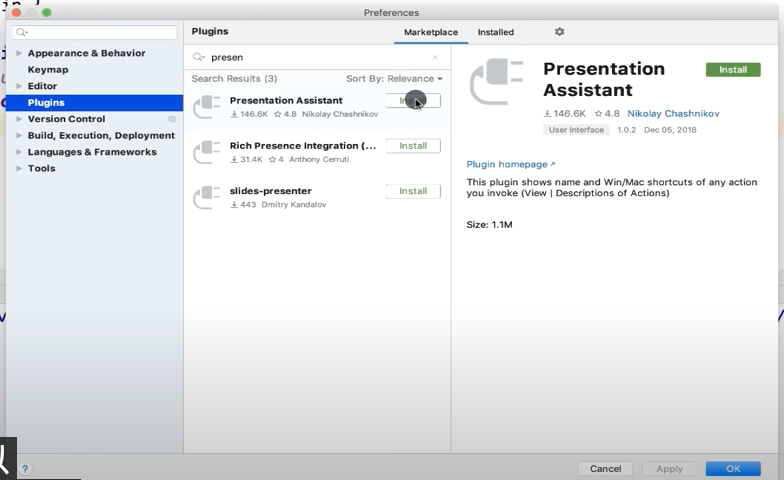 Preferences
Plugins
Marketplace
Installed
Appearance & Behavior
Keymap
Editor
Plugins
Version Control
Build, Execution, Deployment
Languages & Frameworks
Tools
presen
Search Results (3)
Sort By: Relevance
Presentation Assistant
146.6K 4.8 Nikolay Chashnikov
Rich Presence Integration (...
Install
31.4K 4 Anthony Cerruti
slides-presenter
Install
443 Dmitry Kandalov
Presentation
Assistant
Install
146.6K 4.8 Nikolay Chashnikov
User Interface 1.0.2 Dec 05, 2018
Plugin homepage
This plugin shows name and Win/Mac shortcuts of any action
you invoke (View | Descriptions of Actions)
Size: 1.1M
?
Cancel
Apply
OK